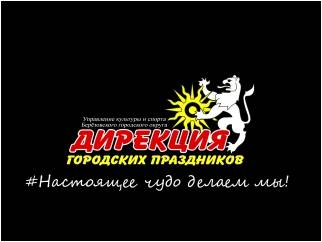 Управление культуры и спорта
Берёзовского городского округа
ДИРЕКЦИЯ
ГОРОДСКИХ ПРАЗДНИКОВ
#Настоящее чудо делаем мы!